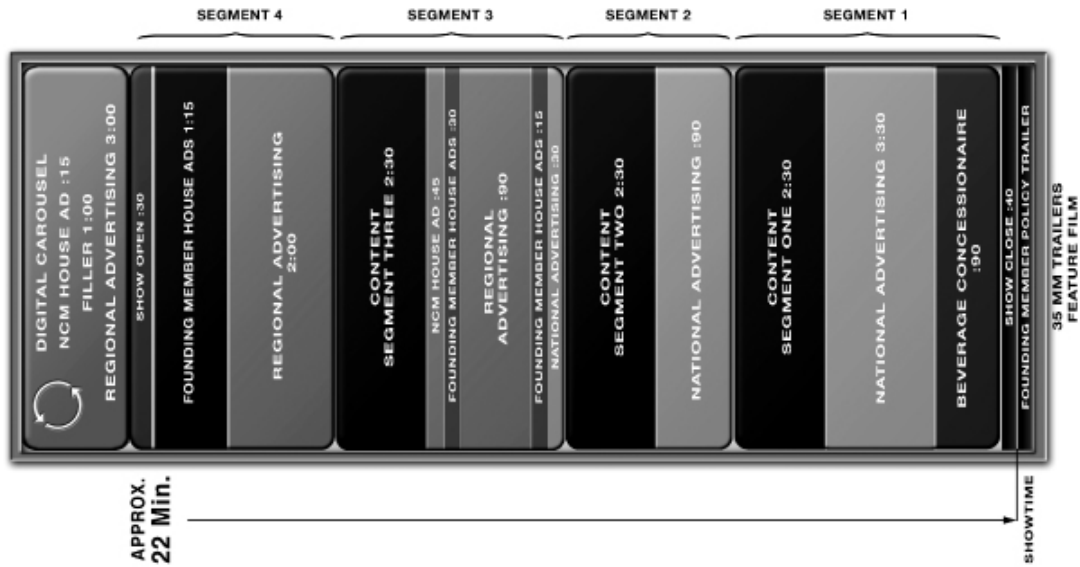 SEGMENT 4
SEGMENT 3
SEGMENT 2
SEGMENT 1
DIGITAL CAROUSEL
NCM HOUSE AD :15
FILLER 1:00
REGIONAL ADVERTISING 3:00
SHOW OPEN :30
FOUNDING MEMBER HOUSE ADS 1:15
REGIONAL ADVERTISING
2:00
CONTENT
SEGMENT THREE 2:30
NCM HOUSE AD :45
FOUNDING MEMBER HOUSE ADS :30
REGIONAL
ADVERTISING :90
FOUNDING MEMBER HOUSE ADS :15
NATIONAL ADVERTISING :30
CONTENT
SEGMENT TWO 2:30
NATIONAL ADVERTISING :90
CONTENT
SEGMENT ONE 2:30
NATIONAL ADVERTISING 3:30
BEVERAGE CONCESSIONAIRE
:90
SHOW CLOSE :40
FOUNDING MEMBER POLICY TRAILER
35 MM TRAILERS
FEATURE FILM
APPROX.
22 Min.
SHOWTIME